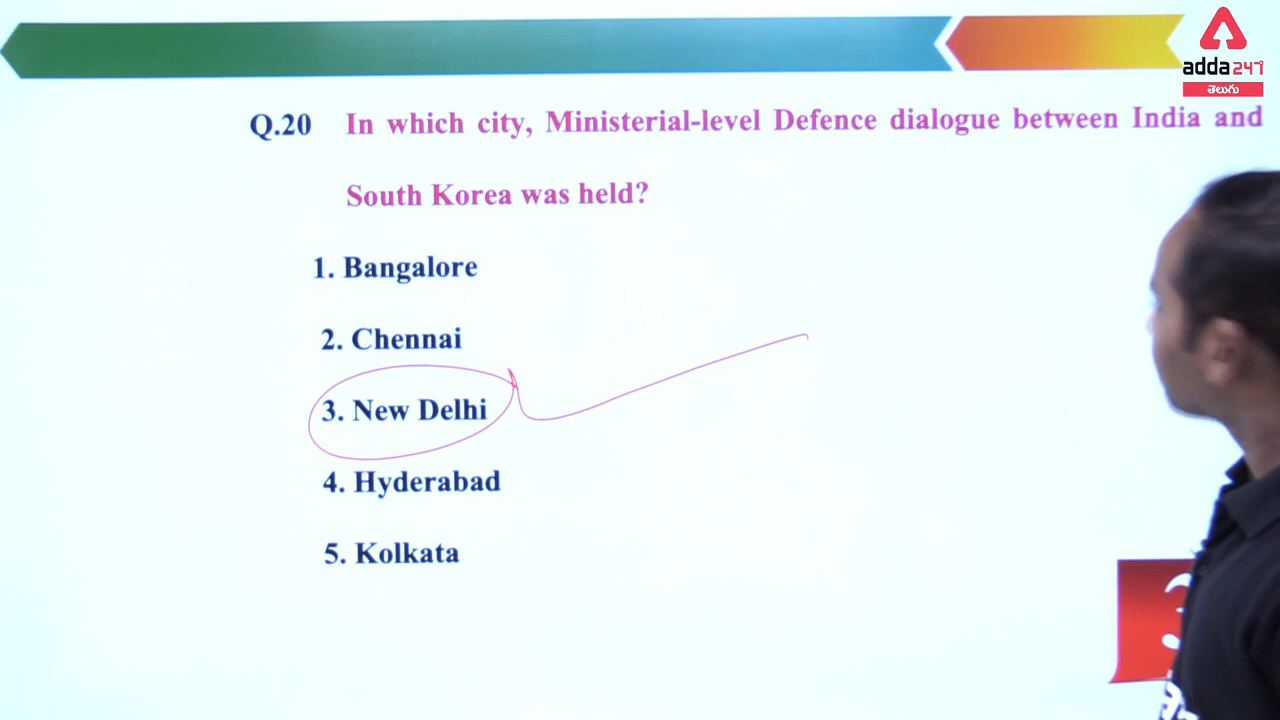 adda247
తెలుగు
Q.20 In which city, Ministerial-level Defence dialogue between India and
South Korea was held?
1. Bangalore
2. Chennai
3. New Delhi
4. Hyderabad
5. Kolkata